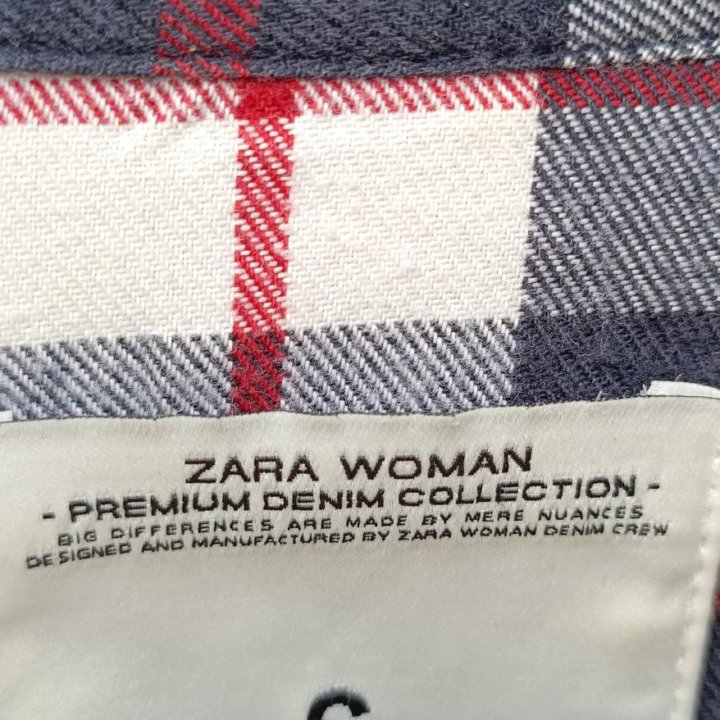 ZARA WOMAN
- PREMIUM DENIM COLLECTION -
BIG DIFFERENCES ARE MADE BY MERE NUANCES
DESIGNED AND MANUFACTURED BY ZARA WOMAN DENIM CREW